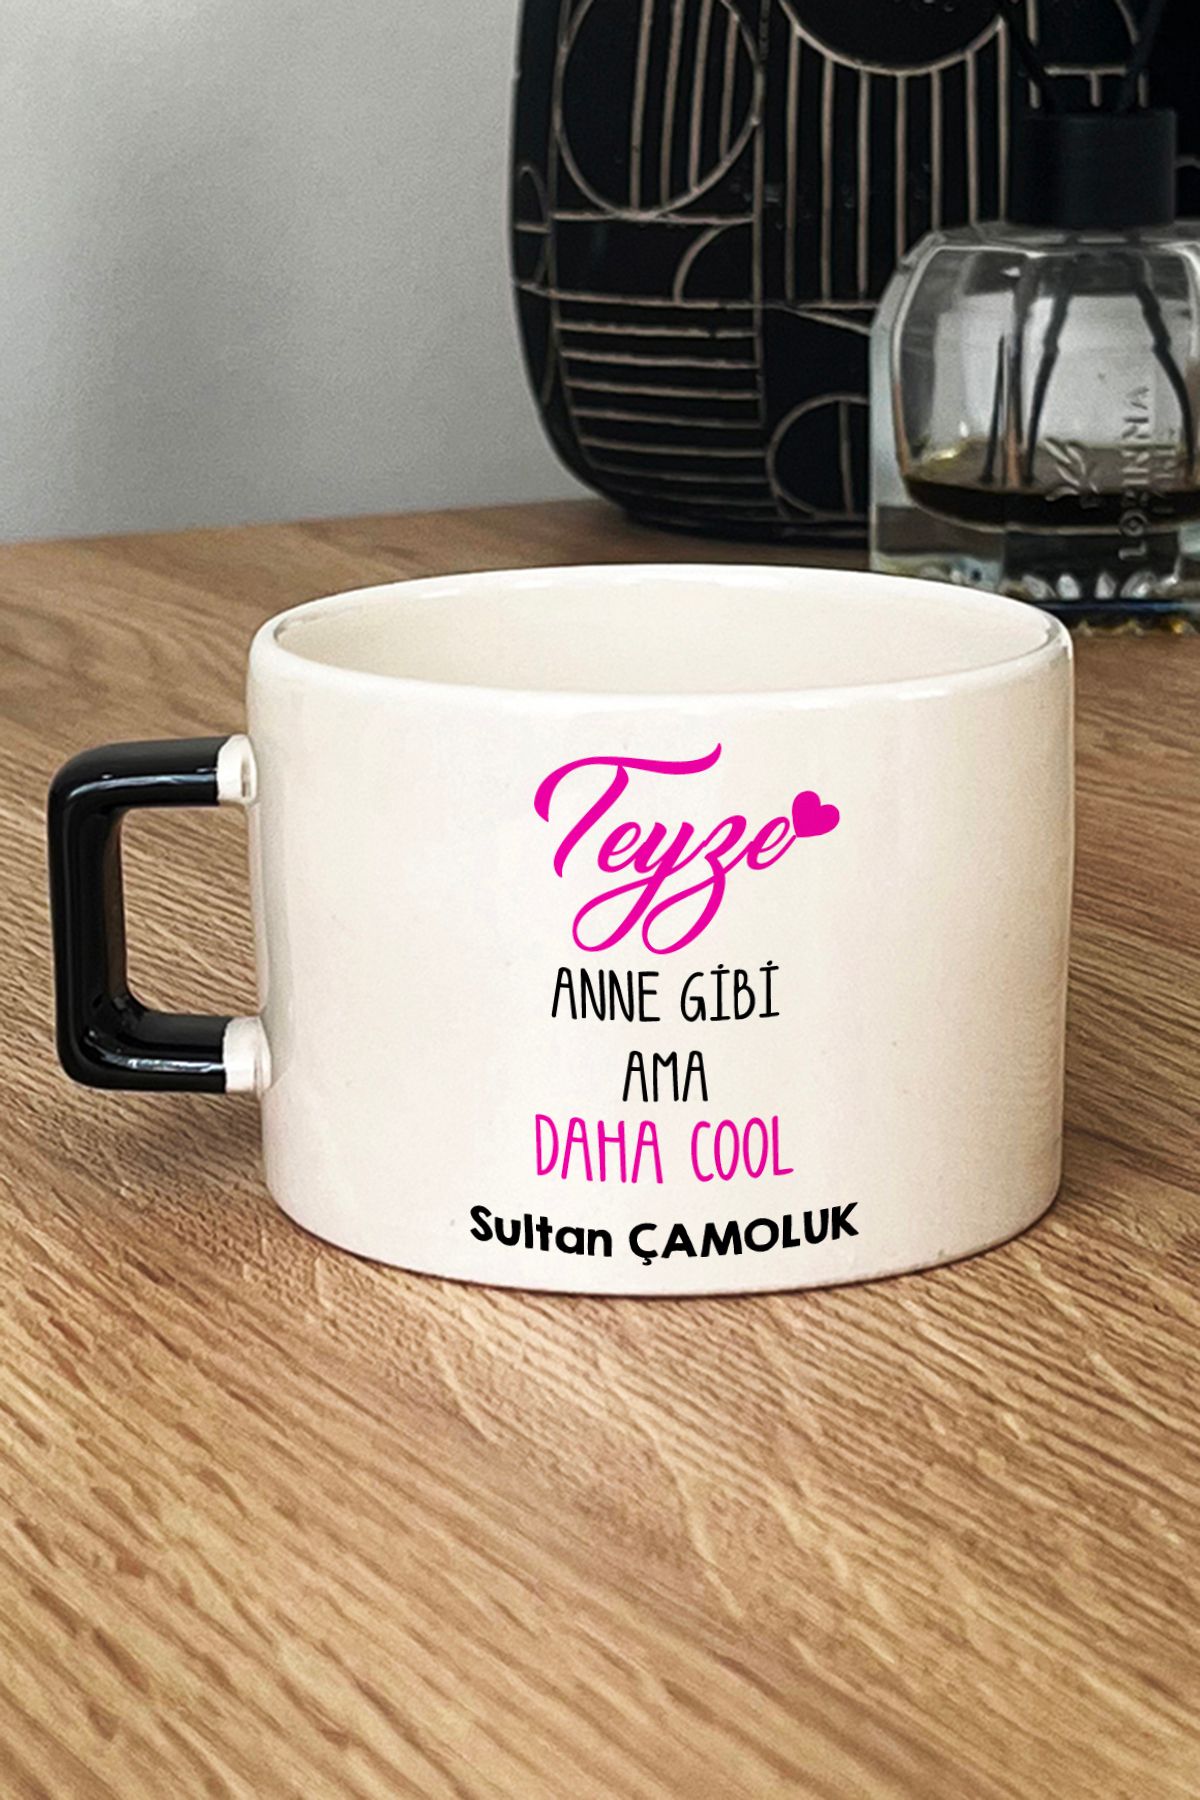 Teyze
ANNE GİBİ
AMA
DAHA COOL
Sultan ÇAMOLUK